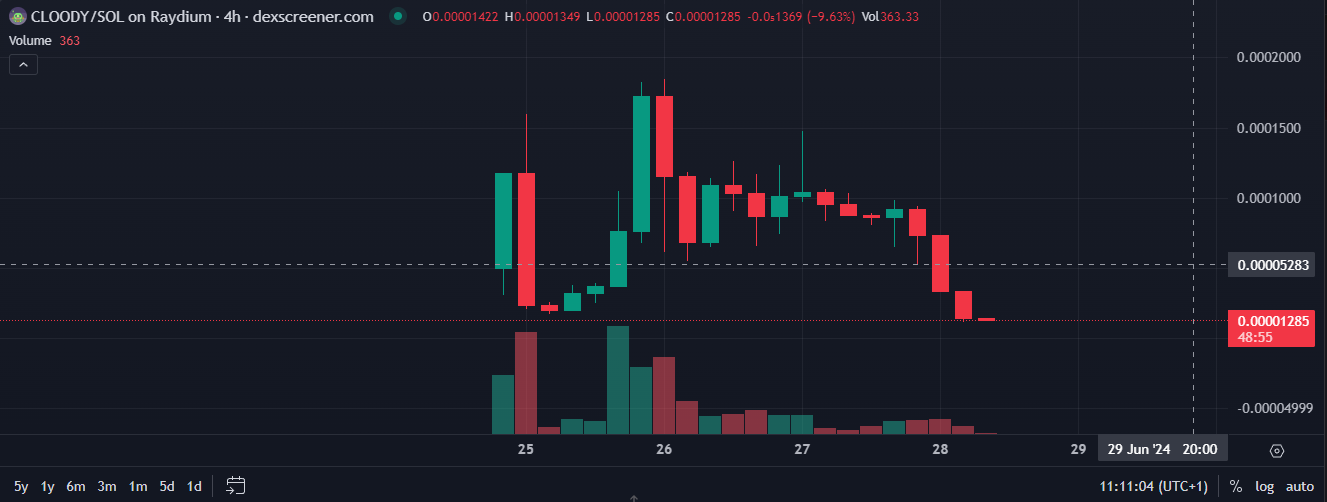 CLOODY/SOL on Raydium · 4h · dexscreener.com O0.00001422 H0.00001349 L0.00001285 C0.00001285 -0.0₅1369 (−9.63%) Vol363.33
Volume 363
0.0002000
0.0001500
0.0001000
0.00005283
0.00001285
48:55
-0.00004999
25 26 27 28 29 29 Jun '24 20:00
5y 1y 6m 3m 1m 5d 1d 11:11:04 (UTC+1) % log auto